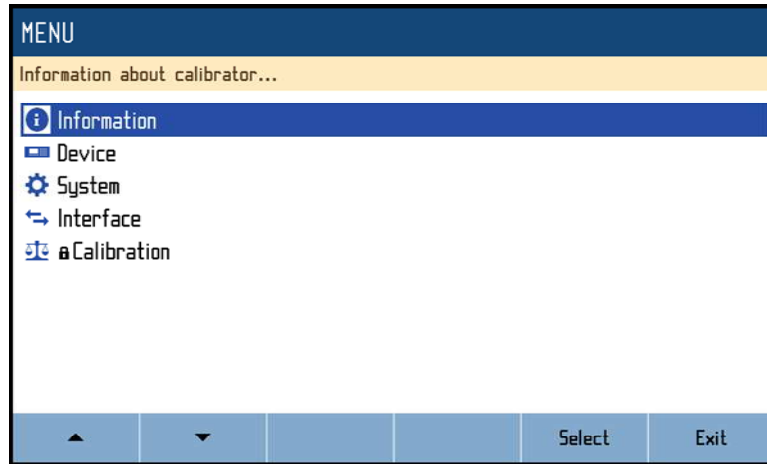 MENU
Information about calibrator...
Information
Device
System
Interface
Calibration
Select Exit